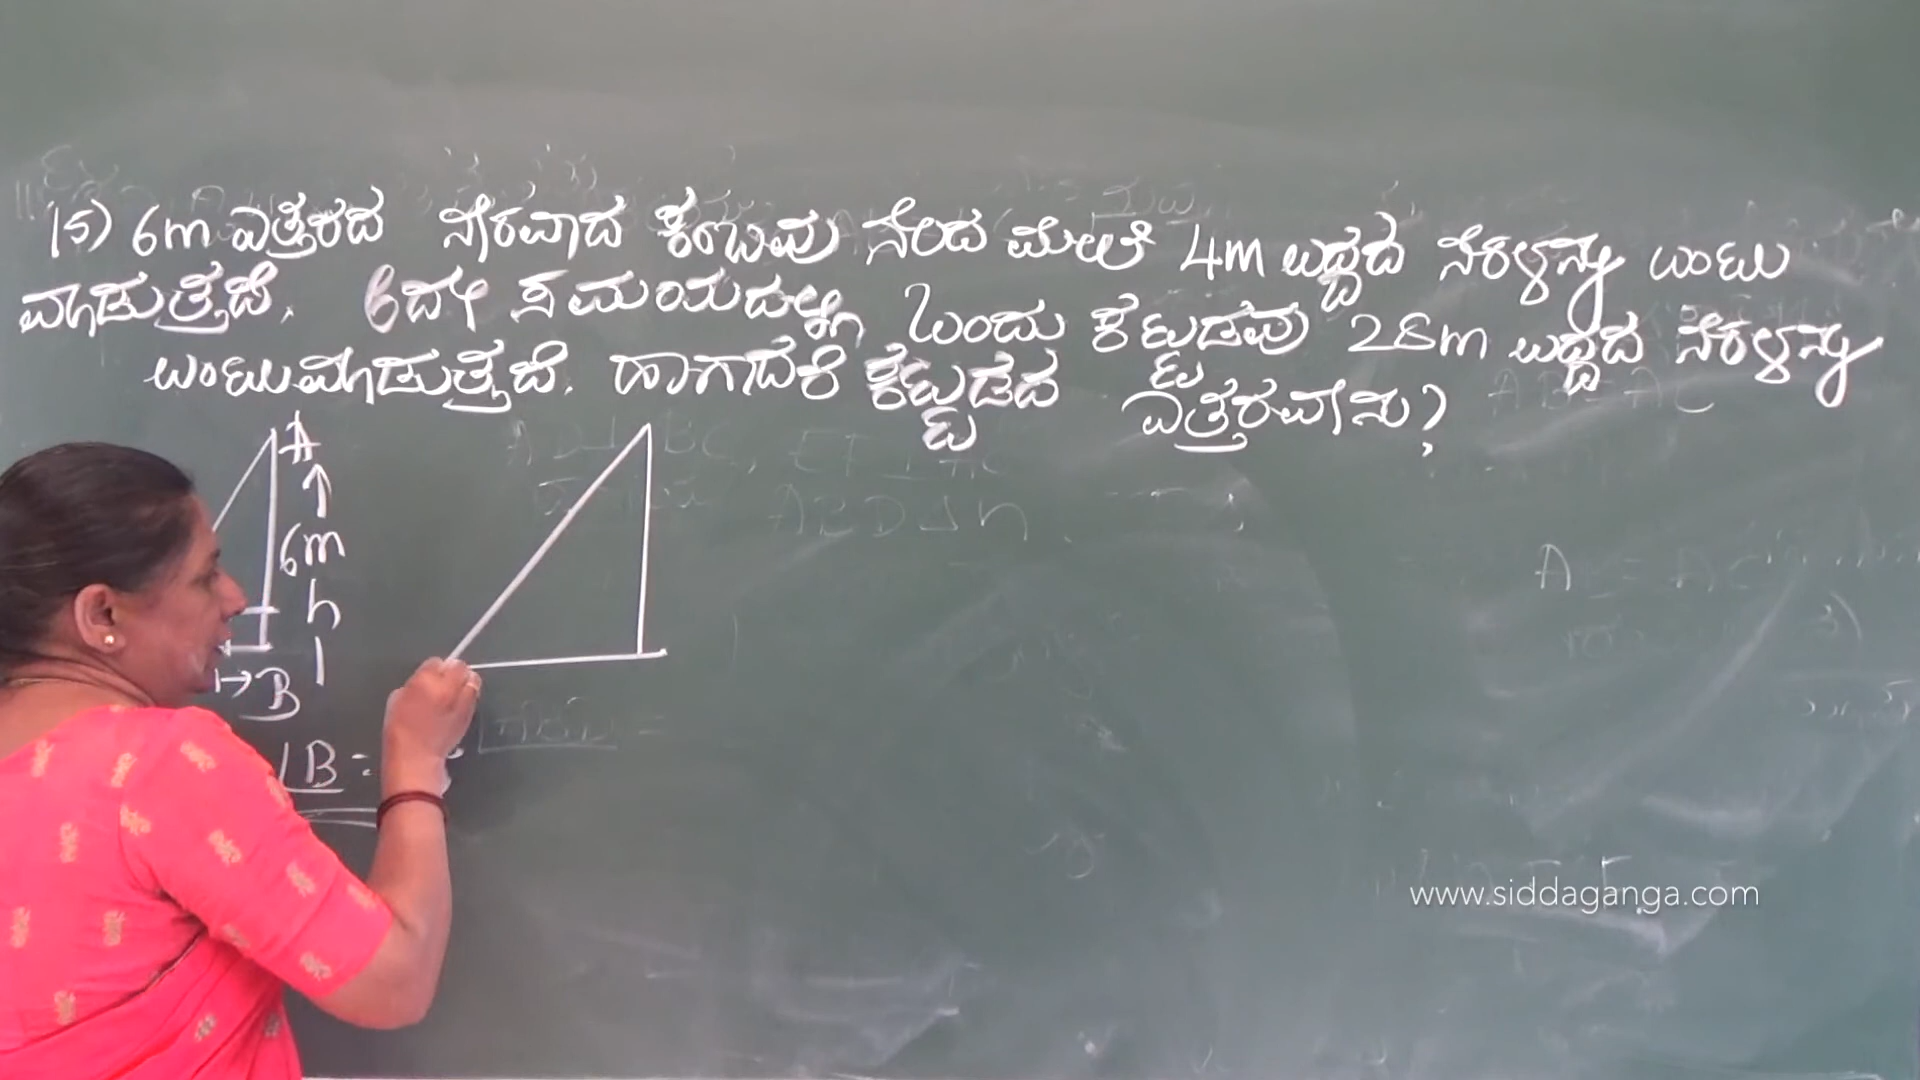 15) 6m ಎತ್ತರದ ನೇರವಾದ ಕಂಬವು ನೆಲದ ಮೇಲೆ 4m ಉದ್ದದ ನೆರಳನ್ನು ಉಂಟು
ಮಾಡುತ್ತದೆ. ಅದೇ ಸಮಯದಲ್ಲಿ ಒಂದು ಕಟ್ಟಡವು 28m ಉದ್ದದ ನೆರಳನ್ನು
ಉಂಟುಮಾಡುತ್ತದೆ. ಹಾಗಾದರೆ ಕಟ್ಟಡದ ಎತ್ತರವೇನು?
A
6m
h
B
∠B =
www.siddaganga.com